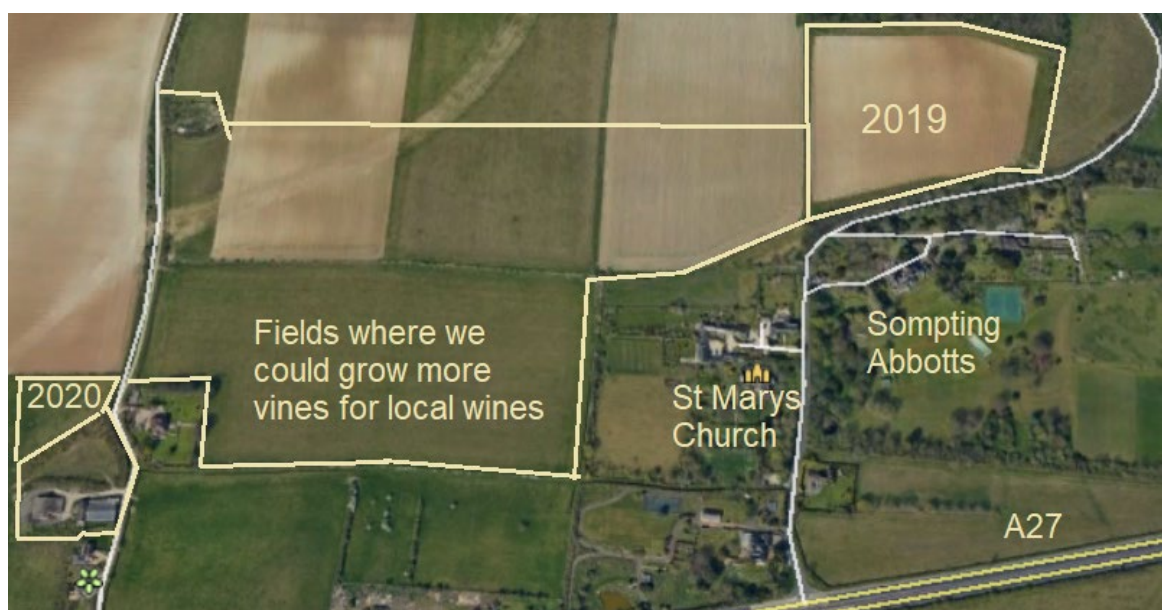 2019
Fields where we
could grow more
vines for local wines
Sompting
Abbotts
2020
St Marys
Church
A27